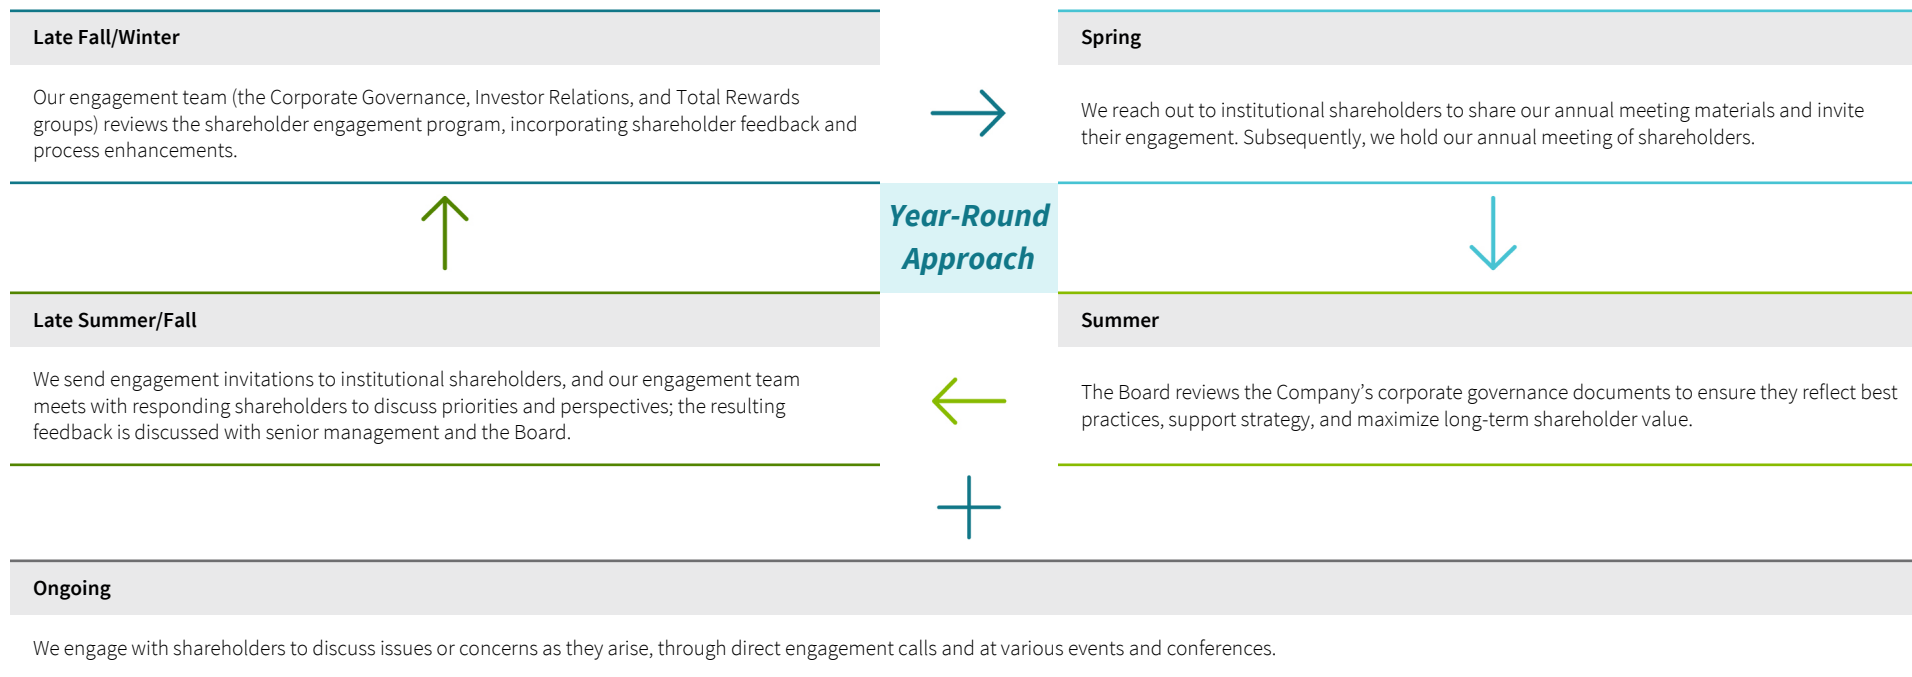 Late Fall/Winter
Our engagement team (the Corporate Governance, Investor Relations, and Total Rewards
groups) reviews the shareholder engagement program, incorporating shareholder feedback and
process enhancements.
Spring
We reach out to institutional shareholders to share our annual meeting materials and invite
their engagement. Subsequently, we hold our annual meeting of shareholders.
Year-Round
Approach
Late Summer/Fall
We send engagement invitations to institutional shareholders, and our engagement team
meets with responding shareholders to discuss priorities and perspectives; the resulting
feedback is discussed with senior management and the Board.
Summer
The Board reviews the Company’s corporate governance documents to ensure they reflect best
practices, support strategy, and maximize long-term shareholder value.
Ongoing
We engage with shareholders to discuss issues or concerns as they arise, through direct engagement calls and at various events and conferences.